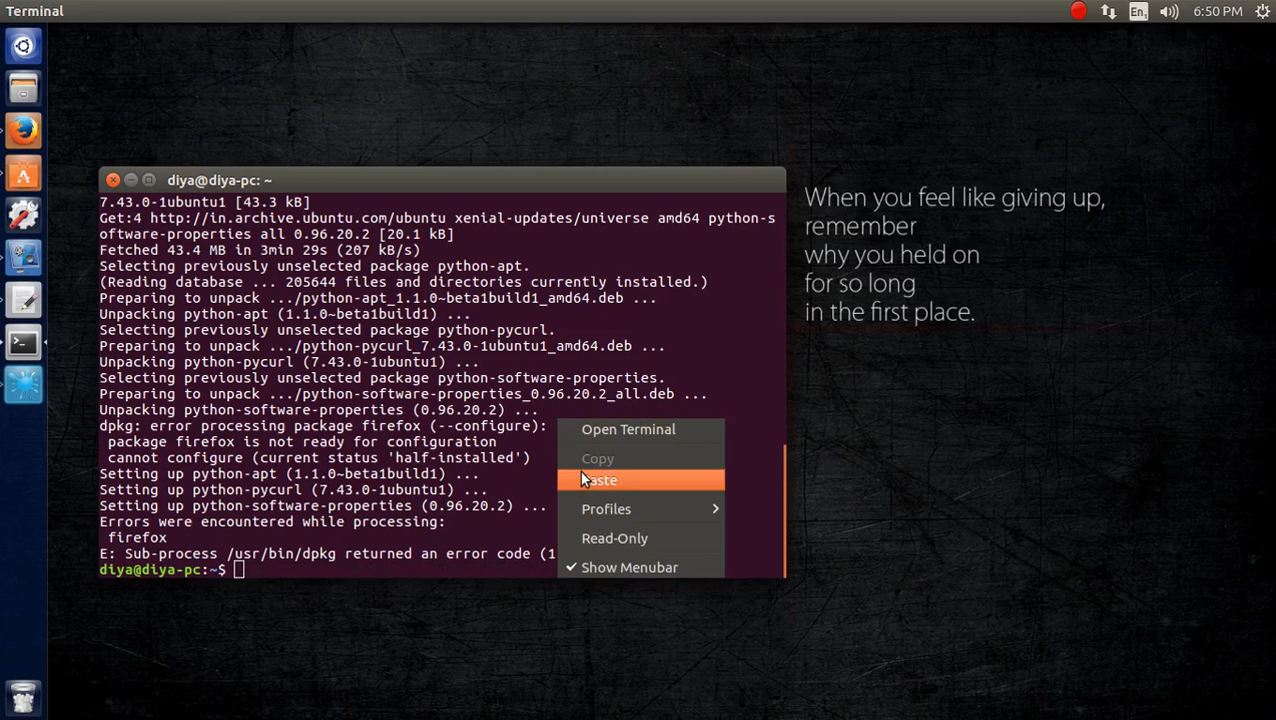 Terminal
En1
6:50 PM
diya@diya-pc: ~
7.43.0-1ubuntu1 [43.3 kB]
Get:4 http://in.archive.ubuntu.com/ubuntu xenial-updates/universe amd64 python-s
oftware-properties all 0.96.20.2 [20.1 kB]
Fetched 43.4 MB in 3min 29s (207 kB/s)
Selecting previously unselected package python-apt.
(Reading database ... 205644 files and directories currently installed.)
Preparing to unpack .../python-apt_1.1.0~beta1build1_amd64.deb ...
Unpacking python-apt (1.1.0~beta1build1) ...
Selecting previously unselected package python-pycurl.
Preparing to unpack .../python-pycurl_7.43.0-1ubuntu1_amd64.deb ...
Unpacking python-pycurl (7.43.0-1ubuntu1) ...
Selecting previously unselected package python-software-properties.
Preparing to unpack .../python-software-properties_0.96.20.2_all.deb ...
Unpacking python-software-properties (0.96.20.2) ...
dpkg: error processing package firefox (--configure):
package firefox is not ready for configuration
cannot configure (current status 'half-installed')
Setting up python-apt (1.1.0~beta1build1) ...
Setting up python-pycurl (7.43.0-1ubuntu1) ...
Setting up python-software-properties (0.96.20.2) ...
Errors were encountered while processing:
firefox
E: Sub-process /usr/bin/dpkg returned an error code (1
diya@diya-pc:~$
Open Terminal
Copy
aste
Profiles
Read-Only
Show Menubar
When you feel like giving up,
remember
why you held on
for so long
in the first place.